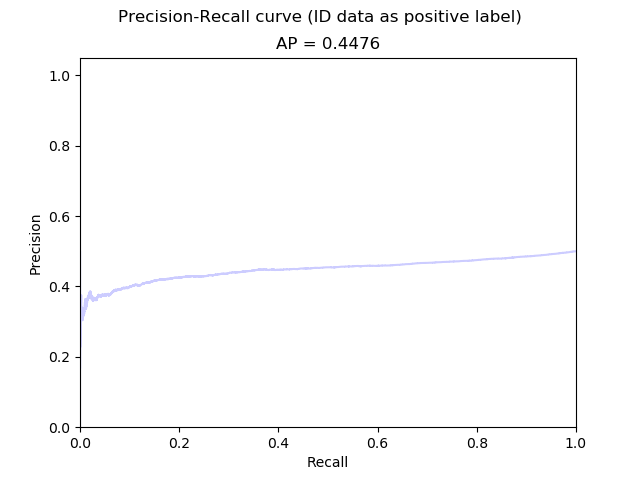 Precision-Recall curve (ID data as positive label)
AP = 0.4476
1.0
0.8
0.6
0.4
0.2
0.0
Precision
0.0 0.2 0.4 0.6 0.8 1.0
Recall